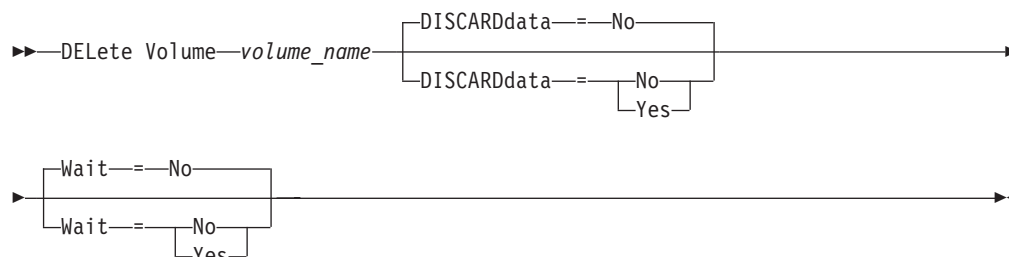 DISCARDdata = No
DELete Volume volume_name
DISCARDdata = No
Yes
Wait = No
Wait = No
Yes